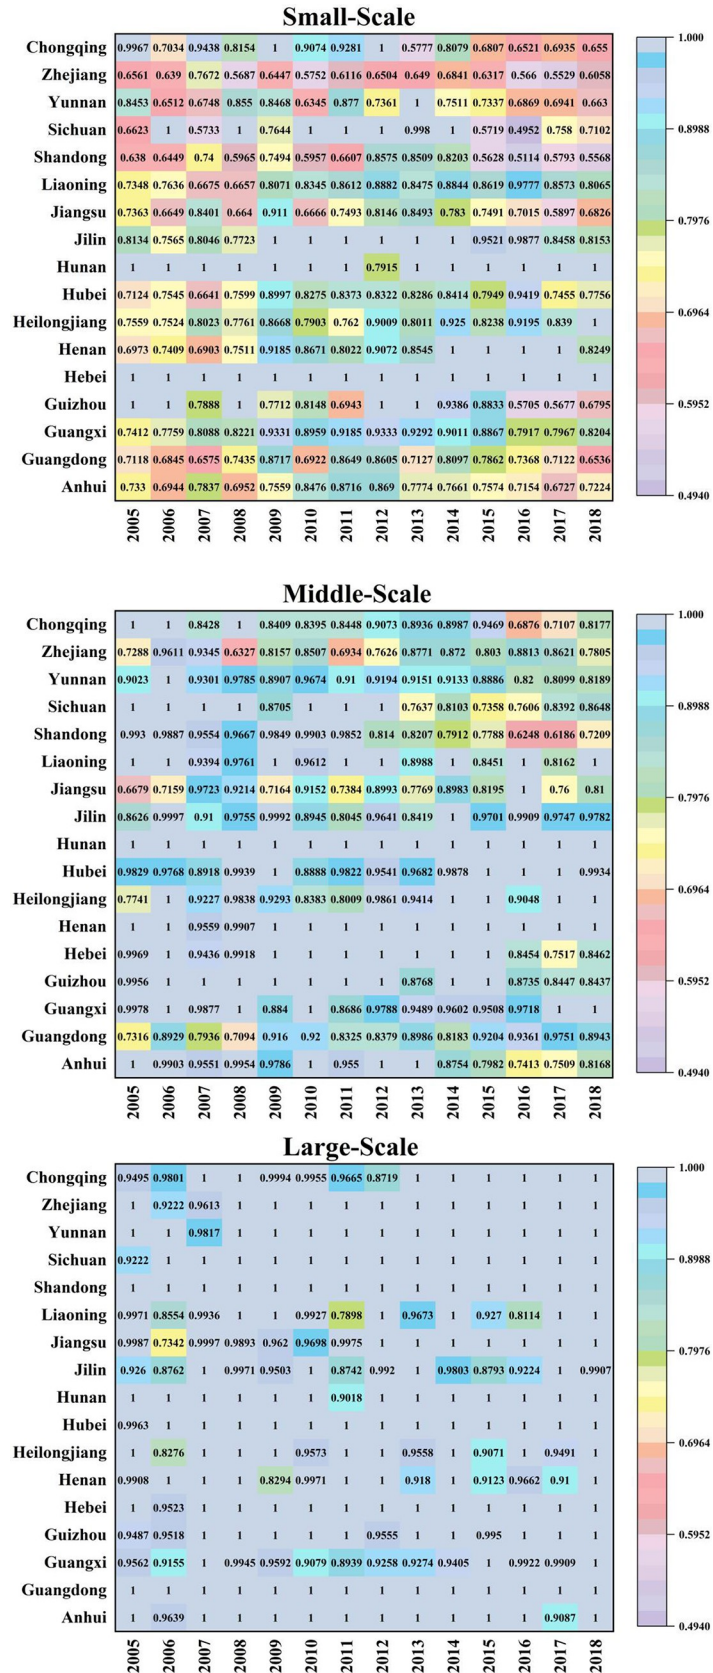 Small-Scale
Chongqing 0.9967 0.7034 0.9438 0.8154 1 0.9074 0.9281 1 0.5777 0.8079 0.6807 0.6521 0.6935 0.655
Zhejiang 0.6561 0.639 0.7672 0.5687 0.6447 0.5752 0.6116 0.6504 0.649 0.6841 0.6317 0.566 0.5529 0.6058
Yunnan 0.8453 0.6512 0.6748 0.855 0.8468 0.6345 0.877 0.7361 1 0.7511 0.7337 0.6869 0.6941 0.663
Sichuan 0.6623 1 0.5733 1 0.7644 1 1 1 0.998 1 0.5719 0.4952 0.758 0.7102
Shandong 0.638 0.6449 0.74 0.5965 0.7494 0.5957 0.6607 0.8575 0.8509 0.8203 0.5628 0.5114 0.5793 0.5568
Liaoning 0.7348 0.7636 0.6675 0.6657 0.8071 0.8345 0.8612 0.8882 0.8475 0.8844 0.8619 0.9777 0.8573 0.8065
Jiangsu 0.7363 0.6649 0.8401 0.664 0.911 0.6666 0.7493 0.8146 0.8493 0.783 0.7491 0.7015 0.5897 0.6826
Jilin 0.8134 0.7565 0.8046 0.7723 1 1 1 1 1 1 0.9521 0.9877 0.8458 0.8153
Hunan 1 1 1 1 1 1 1 0.7915 1 1 1 1 1 1
Hubei 0.7124 0.7545 0.6641 0.7599 0.8997 0.8275 0.8373 0.8322 0.8286 0.8414 0.7949 0.9419 0.7455 0.7756
Heilongjiang 0.7559 0.7524 0.8023 0.7761 0.8668 0.7903 0.762 0.9009 0.8011 0.925 0.8238 0.9195 0.839 1
Henan 0.6973 0.7409 0.6903 0.7511 0.9185 0.8671 0.8022 0.9072 0.8545 1 1 1 1 0.8249
Hebei 1 1 1 1 1 1 1 1 1 1 1 1 1 1
Guizhou 1 1 0.7888 1 0.7712 0.8148 0.6943 1 1 0.9386 0.8833 0.5705 0.5677 0.6795
Guangxi 0.7412 0.7759 0.8088 0.8221 0.9331 0.8959 0.9185 0.9333 0.9292 0.9011 0.8867 0.7917 0.7967 0.8204
Guangdong 0.7118 0.6845 0.6575 0.7435 0.8717 0.6922 0.8649 0.8605 0.7127 0.8097 0.7862 0.7368 0.7122 0.6536
Anhui 0.733 0.6944 0.7837 0.6952 0.7559 0.8476 0.8716 0.869 0.7774 0.7661 0.7574 0.7154 0.6727 0.7224
2005 2006 2007 2008 2009 2010 2011 2012 2013 2014 2015 2016 2017 2018
1.000
0.8988
0.7976
0.6964
0.5952
0.4940
Middle-Scale
Chongqing 1 1 0.8428 1 0.8409 0.8395 0.8448 0.9073 0.8936 0.8987 0.9469 0.6876 0.7107 0.8177
Zhejiang 0.7288 0.9611 0.9345 0.6327 0.8157 0.8507 0.6934 0.7626 0.8771 0.872 0.803 0.8813 0.8621 0.7805
Yunnan 0.9023 1 0.9301 0.9785 0.8907 0.9674 0.91 0.9194 0.9151 0.9133 0.8886 0.82 0.8099 0.8189
Sichuan 1 1 1 1 0.8705 1 1 1 0.7637 0.8103 0.7358 0.7606 0.8392 0.8648
Shandong 0.993 0.9887 0.9554 0.9667 0.9849 0.9903 0.9852 0.814 0.8207 0.7912 0.7788 0.6248 0.6186 0.7209
Liaoning 1 1 0.9394 0.9761 1 0.9612 1 1 0.8988 1 0.8451 1 0.8162 1
Jiangsu 0.6679 0.7159 0.9723 0.9214 0.7164 0.9152 0.7384 0.8993 0.7769 0.8983 0.8195 1 0.76 0.81
Jilin 0.8626 0.9997 0.91 0.9755 0.9992 0.8945 0.8045 0.9641 0.8419 1 0.9701 0.9909 0.9747 0.9782
Hunan 1 1 1 1 1 1 1 1 1 1 1 1 1 1
Hubei 0.9829 0.9768 0.8918 0.9939 1 0.8888 0.9822 0.9541 0.9682 0.9878 1 1 1 0.9934
Heilongjiang 0.7741 1 0.9227 0.9838 0.9293 0.8383 0.8009 0.9861 0.9414 1 1 0.9048 1 1
Henan 1 1 0.9559 0.9907 1 1 1 1 1 1 1 1 1 1
Hebei 0.9969 1 0.9436 0.9918 1 1 1 1 1 1 1 0.8454 0.7517 0.8462
Guizhou 0.9956 1 1 1 1 1 1 1 0.8768 1 1 0.8735 0.8447 0.8437
Guangxi 0.9978 1 0.9877 1 0.884 1 0.8686 0.9788 0.9489 0.9602 0.9508 0.9718 1 1
Guangdong 0.7316 0.8929 0.7936 0.7094 0.916 0.92 0.8325 0.8379 0.8986 0.8183 0.9204 0.9361 0.9751 0.8943
Anhui 1 0.9903 0.9551 0.9954 0.9786 1 0.955 1 1 0.8754 0.7982 0.7413 0.7509 0.8168
2005 2006 2007 2008 2009 2010 2011 2012 2013 2014 2015 2016 2017 2018
1.000
0.8988
0.7976
0.6964
0.5952
0.4940
Large-Scale
Chongqing 0.9495 0.9801 1 1 0.9994 0.9955 0.9665 0.8719 1 1 1 1 1 1
Zhejiang 1 0.9222 0.9613 1 1 1 1 1 1 1 1 1 1 1
Yunnan 1 1 0.9817 1 1 1 1 1 1 1 1 1 1 1
Sichuan 0.9222 1 1 1 1 1 1 1 1 1 1 1 1 1
Shandong 1 1 1 1 1 1 1 1 1 1 1 1 1 1
Liaoning 0.9971 0.8554 0.9936 1 1 0.9927 0.7898 1 0.9673 1 0.927 0.8114 1 1
Jiangsu 0.9987 0.7342 0.9997 0.9893 0.962 0.9698 0.9975 1 1 1 1 1 1 1
Jilin 0.926 0.8762 1 0.9971 0.9503 1 0.8742 0.992 1 0.9803 0.8793 0.9224 1 0.9907
Hunan 1 1 1 1 1 1 0.9018 1 1 1 1 1 1 1
Hubei 0.9963 1 1 1 1 1 1 1 1 1 1 1 1 1
Heilongjiang 1 0.8276 1 1 1 0.9573 1 1 0.9558 1 0.9071 1 0.9491 1
Henan 0.9908 1 1 1 0.8294 0.9971 1 1 0.918 1 0.9123 0.9662 0.91 1
Hebei 1 0.9523 1 1 1 1 1 1 1 1 1 1 1 1
Guizhou 0.9487 0.9518 1 1 1 1 1 0.9555 1 1 0.995 1 1 1
Guangxi 0.9562 0.9155 1 0.9945 0.9592 0.9079 0.8939 0.9258 0.9274 0.9405 1 0.9922 0.9909 1
Guangdong 1 1 1 1 1 1 1 1 1 1 1 1 1 1
Anhui 1 0.9639 1 1 1 1 1 1 1 1 1 1 0.9087 1
2005 2006 2007 2008 2009 2010 2011 2012 2013 2014 2015 2016 2017 2018
1.000
0.8988
0.7976
0.6964
0.5952
0.4940